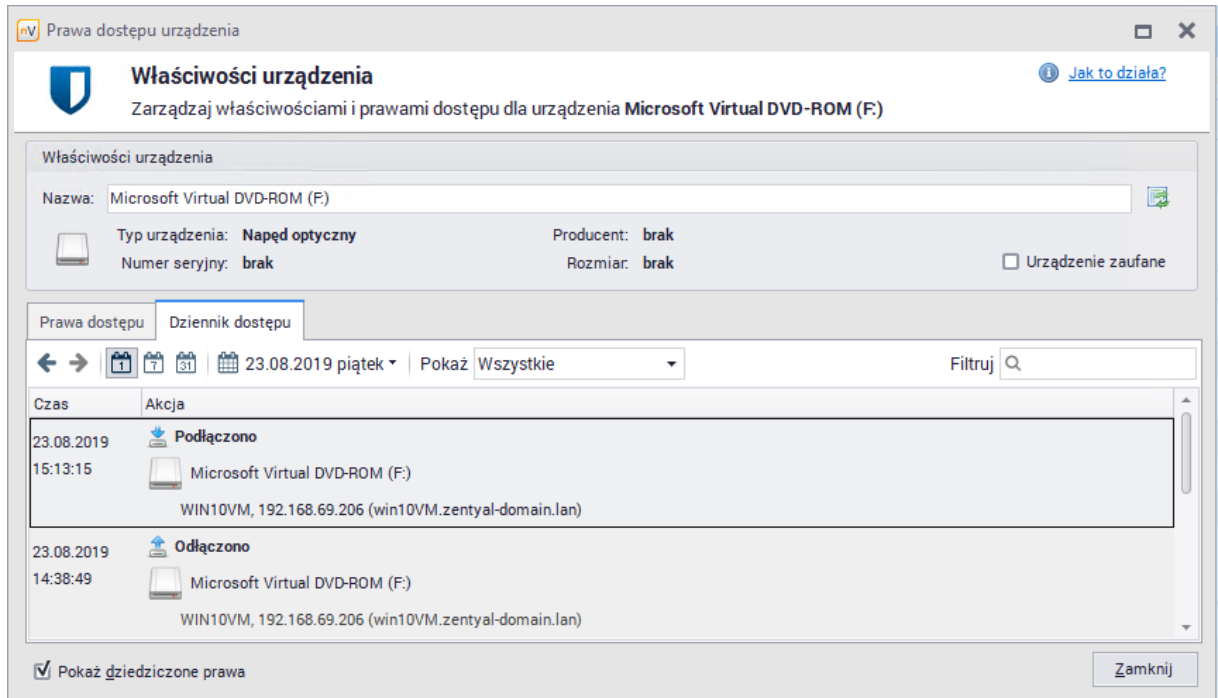 nV Prawa dostępu urządzenia
Właściwości urządzenia
Jak to działa?
Zarządzaj właściwościami i prawami dostępu dla urządzenia Microsoft Virtual DVD-ROM (F:)
Właściwości urządzenia
Nazwa: Microsoft Virtual DVD-ROM (F:)
Typ urządzenia: Napęd optyczny Producent: brak
Numer seryjny: brak Rozmiar: brak Urządzenie zaufane
Prawa dostępu Dziennik dostępu
1 7 31 23.08.2019 piątek Pokaż Wszystkie Filtruj
Czas Akcja
23.08.2019 Podłączono
15:13:15 Microsoft Virtual DVD-ROM (F:)
WIN10VM, 192.168.69.206 (win10VM.zentyal-domain.lan)
23.08.2019 Odłączono
14:38:49 Microsoft Virtual DVD-ROM (F:)
WIN10VM, 192.168.69.206 (win10VM.zentyal-domain.lan)
Pokaż dziedziczone prawa Zamknij